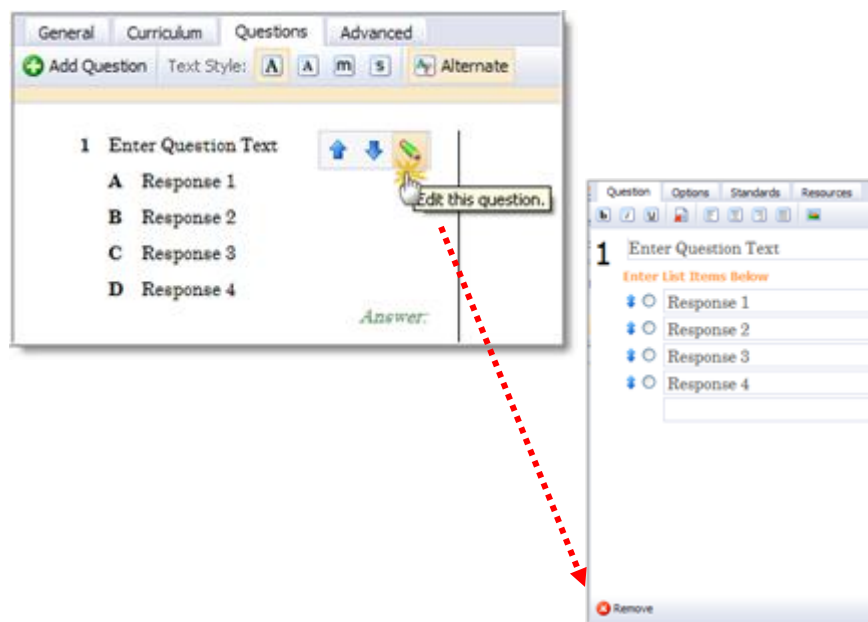 General Curriculum Questions Advanced
Add Question Text Style: A A m s Alternate
1 Enter Question Text
Edit this question.
A Response 1
B Response 2
C Response 3
D Response 4
Answer:
Question Options Standards Resources
b i u
1 Enter Question Text
Enter List Items Below
Response 1
Response 2
Response 3
Response 4
Remove